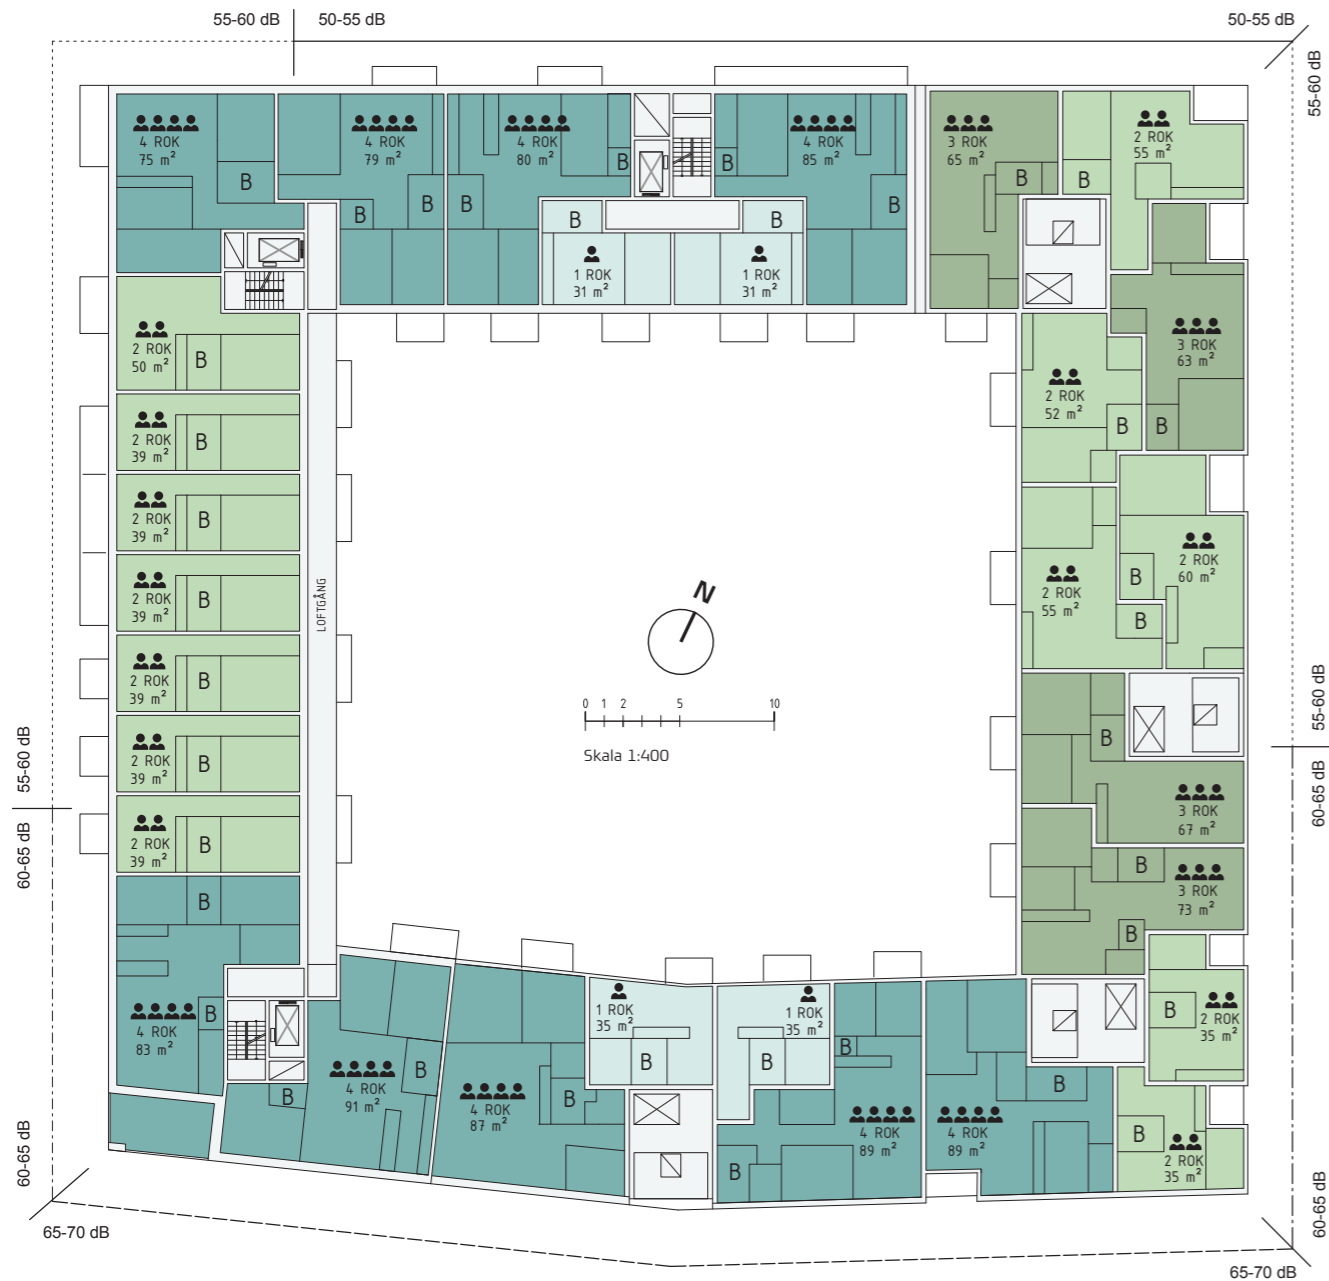 55-60 dB
50-55 dB
50-55 dB
55-60 dB
4 ROK
75 m²
B
4 ROK
79 m²
B
B
4 ROK
80 m²
B
B
4 ROK
85 m²
B
B
3 ROK
65 m²
B
2 ROK
55 m²
B
B
1 ROK
31 m²
B
1 ROK
31 m²
2 ROK
50 m²
B
3 ROK
63 m²
B
2 ROK
52 m²
B
2 ROK
39 m²
B
2 ROK
39 m²
B
2 ROK
39 m²
B
2 ROK
39 m²
B
2 ROK
39 m²
B
2 ROK
39 m²
B
LOFTGÅNG
N
0 1 2 5 10
Skala 1:400
2 ROK
55 m²
B
2 ROK
60 m²
B
55-60 dB
60-65 dB
55-60 dB
60-65 dB
B
3 ROK
67 m²
B
3 ROK
73 m²
B
B
4 ROK
83 m²
B
B
4 ROK
91 m²
B
4 ROK
87 m²
B
1 ROK
35 m²
B
1 ROK
35 m²
B
B
4 ROK
89 m²
B
4 ROK
89 m²
B
2 ROK
35 m²
B
2 ROK
35 m²
B
60-65 dB
65-70 dB
60-65 dB
65-70 dB